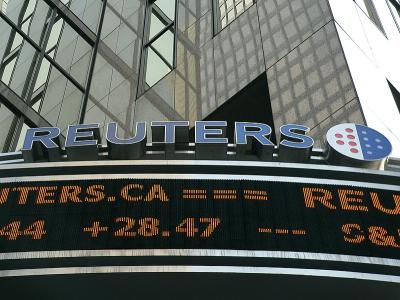 REUTERS
UTERS.CA === REU
44 +28.47 --- S&